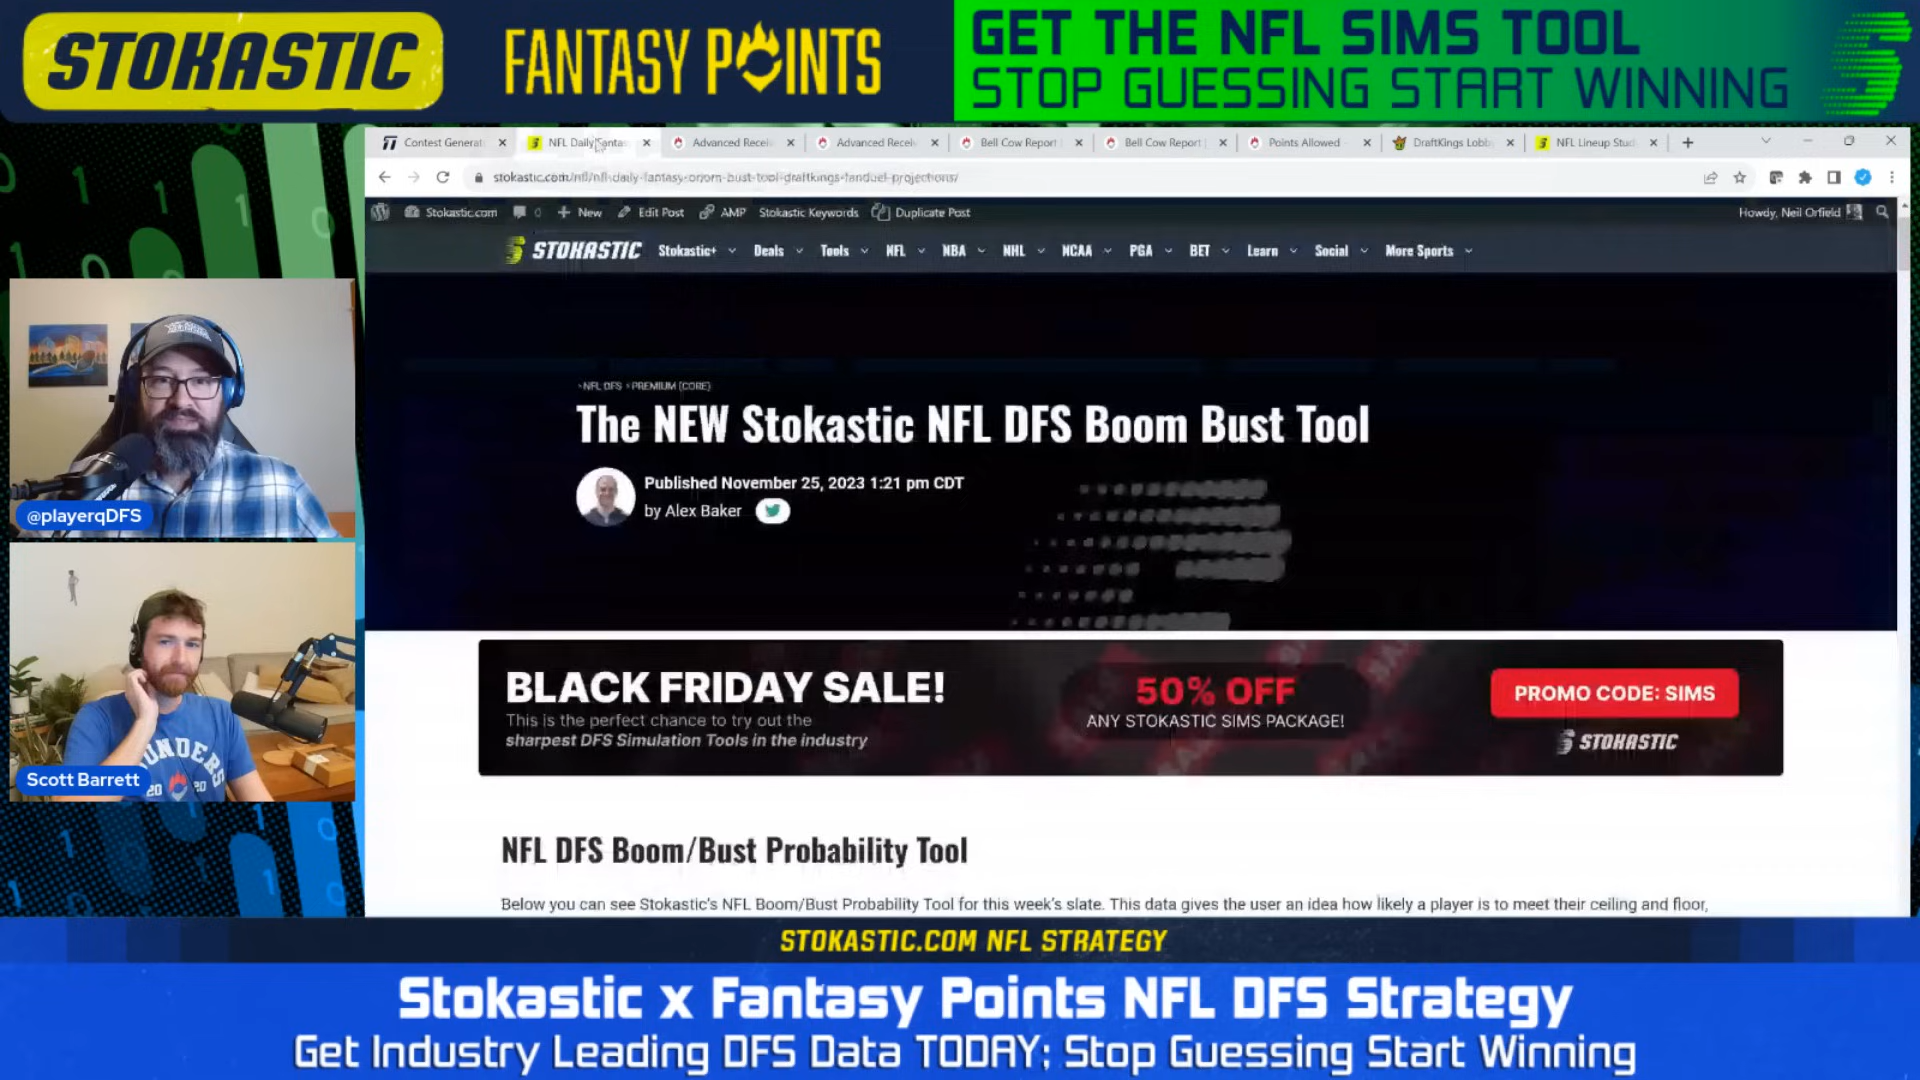 STOKASTIC
FANTASY POINTS
GET THE NFL SIMS TOOL
STOP GUESSING START WINNING
Contest Generat
NFL Daily Fantas
Advanced Recei
Advanced Receiv
Bell Cow Report |
Bell Cow Report |
Points Allowed
DraftKings Lobb
NFL Lineup Stud
stokastic.com/nfl/nfl-daily-fantasy-boom-bust-tool-draftkings-fanduel-projections/
Stokastic.com 0 New Edit Post AMP Stokastic Keywords Duplicate Post Howdy, Neil Orfield
STOKASTIC Stokastic+ Deals Tools NFL NBA NHL NCAA PGA BET Learn Social More Sports
NFL DFS PREMIUM (CORE)
The NEW Stokastic NFL DFS Boom Bust Tool
Published November 25, 2023 1:21 pm CDT
by Alex Baker
@playerqDFS
BLACK FRIDAY SALE!
This is the perfect chance to try out the
sharpest DFS Simulation Tools in the industry
50% OFF
ANY STOKASTIC SIMS PACKAGE!
PROMO CODE: SIMS
STOKASTIC
20 20
Scott Barrett
NFL DFS Boom/Bust Probability Tool
Below you can see Stokastic's NFL Boom/Bust Probability Tool for this week's slate. This data gives the user an idea how likely a player is to meet their ceiling and floor,
STOKASTIC.COM NFL STRATEGY
Stokastic x Fantasy Points NFL DFS Strategy
Get Industry Leading DFS Data TODAY; Stop Guessing Start Winning